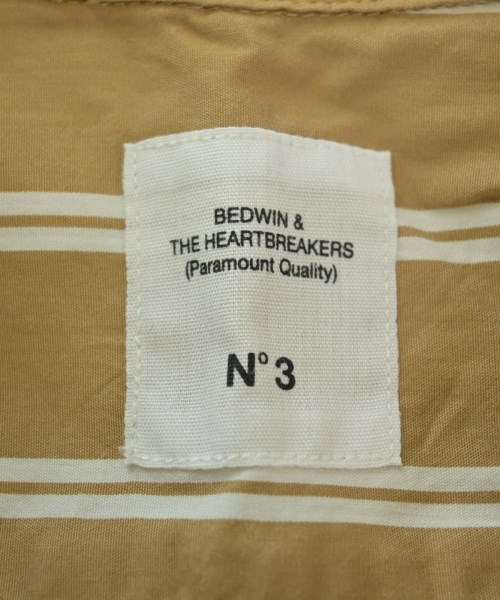 BEDWIN &
THE HEARTBREAKERS
(Paramount Quality)
N° 3